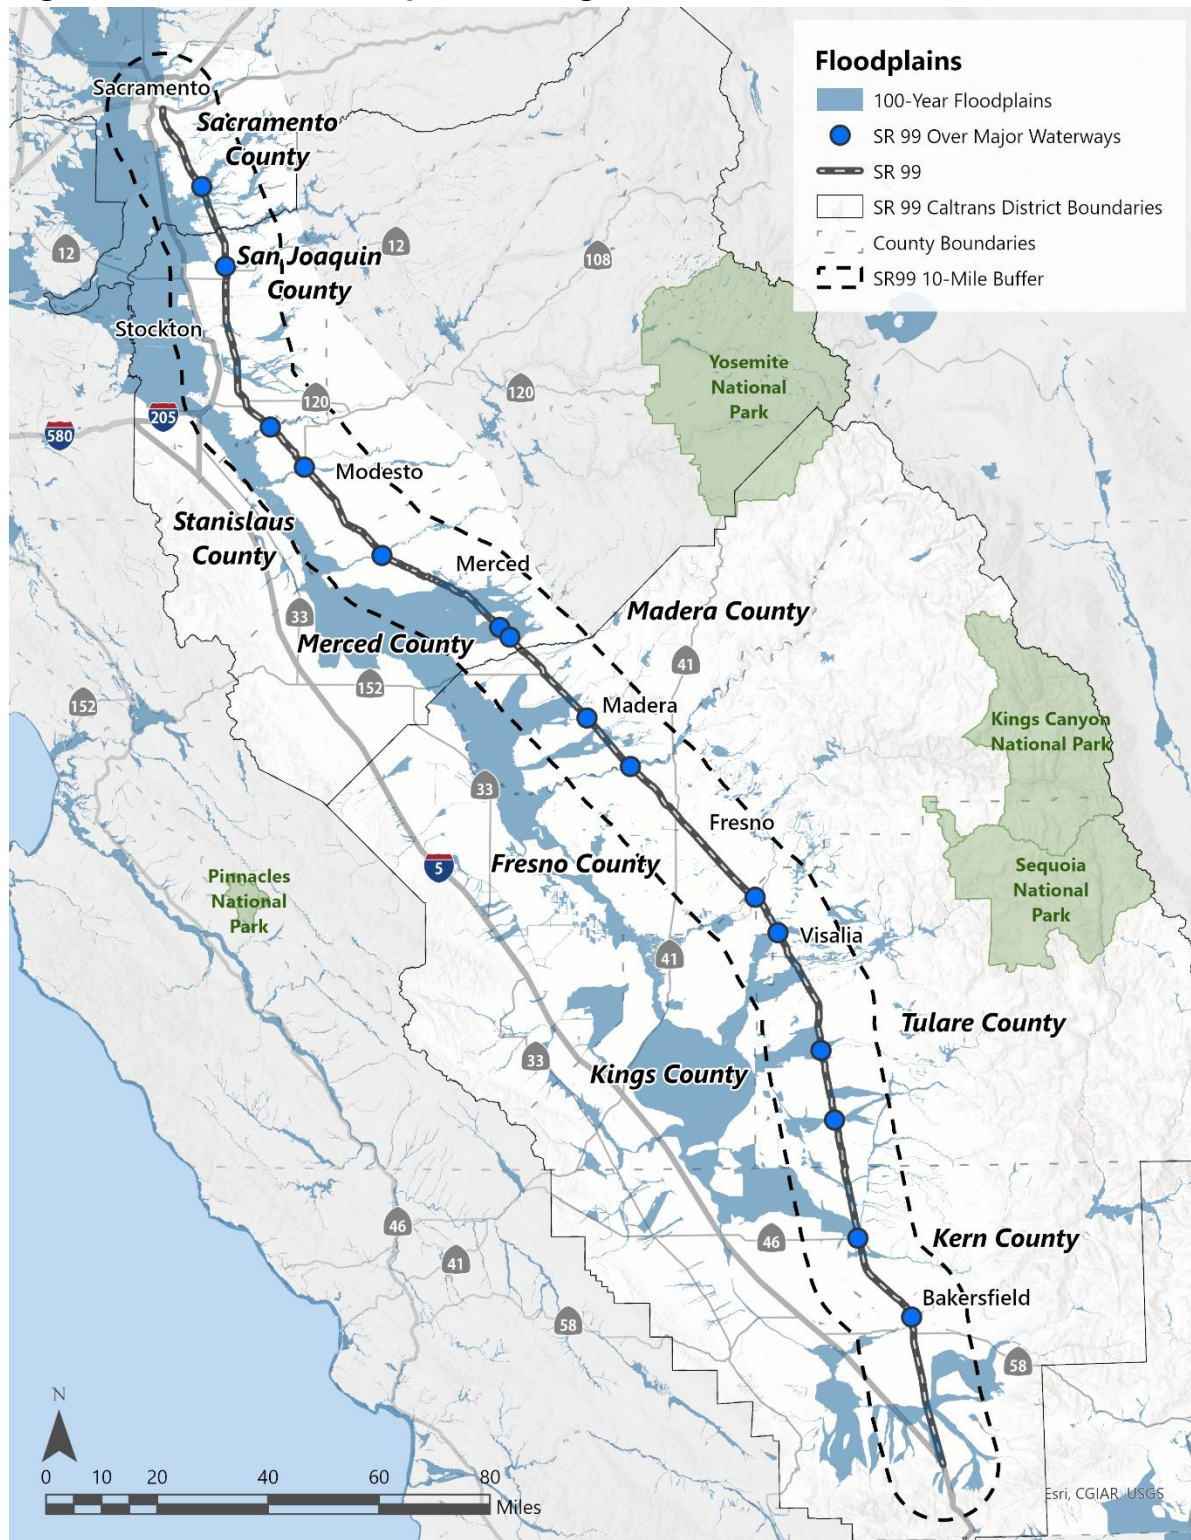 Floodplains
100-Year Floodplains
SR 99 Over Major Waterways
SR 99
SR 99 Caltrans District Boundaries
County Boundaries
SR99 10-Mile Buffer
Sacramento
Sacramento
County
12
12
108
San Joaquin
County
Stockton
Yosemite
National
Park
120
120
205
580
Modesto
Stanislaus
County
Merced
33
Madera County
Merced County
41
152
152
Madera
Kings Canyon
National Park
33
Fresno
5
Fresno County
Pinnacles
National
Park
Sequoia
National
Park
Visalia
41
Tulare County
33
Kings County
46
46
Kern County
41
Bakersfield
58
58
N
0 10 20 40 60 80
Miles
Esri, CGIAR, USGS